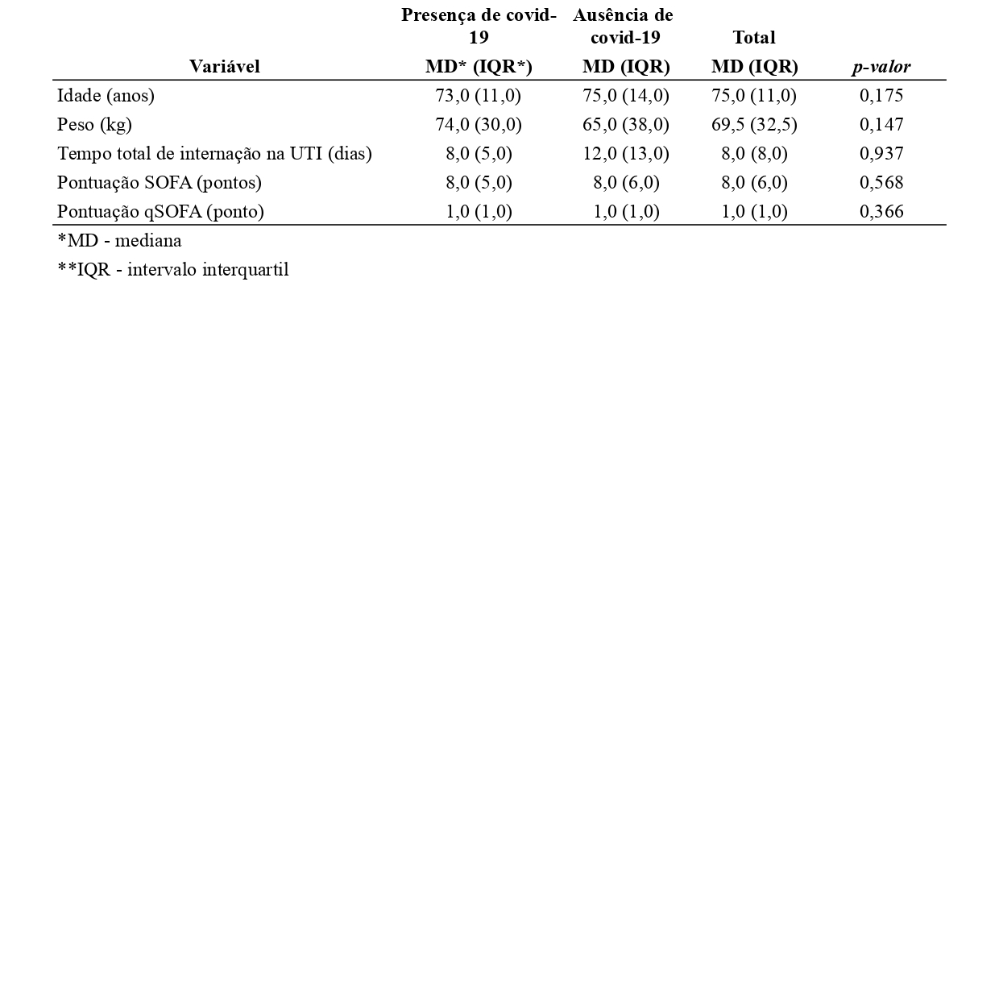 Presença de covid- Ausência de
19 covid-19 Total
Variável MD* (IQR*) MD (IQR) MD (IQR) p-valor
Idade (anos) 73,0 (11,0) 75,0 (14,0) 75,0 (11,0) 0,175
Peso (kg) 74,0 (30,0) 65,0 (38,0) 69,5 (32,5) 0,147
Tempo total de internação na UTI (dias) 8,0 (5,0) 12,0 (13,0) 8,0 (8,0) 0,937
Pontuação SOFA (pontos) 8,0 (5,0) 8,0 (6,0) 8,0 (6,0) 0,568
Pontuação qSOFA (ponto) 1,0 (1,0) 1,0 (1,0) 1,0 (1,0) 0,366
*MD - mediana
**IQR - intervalo interquartil